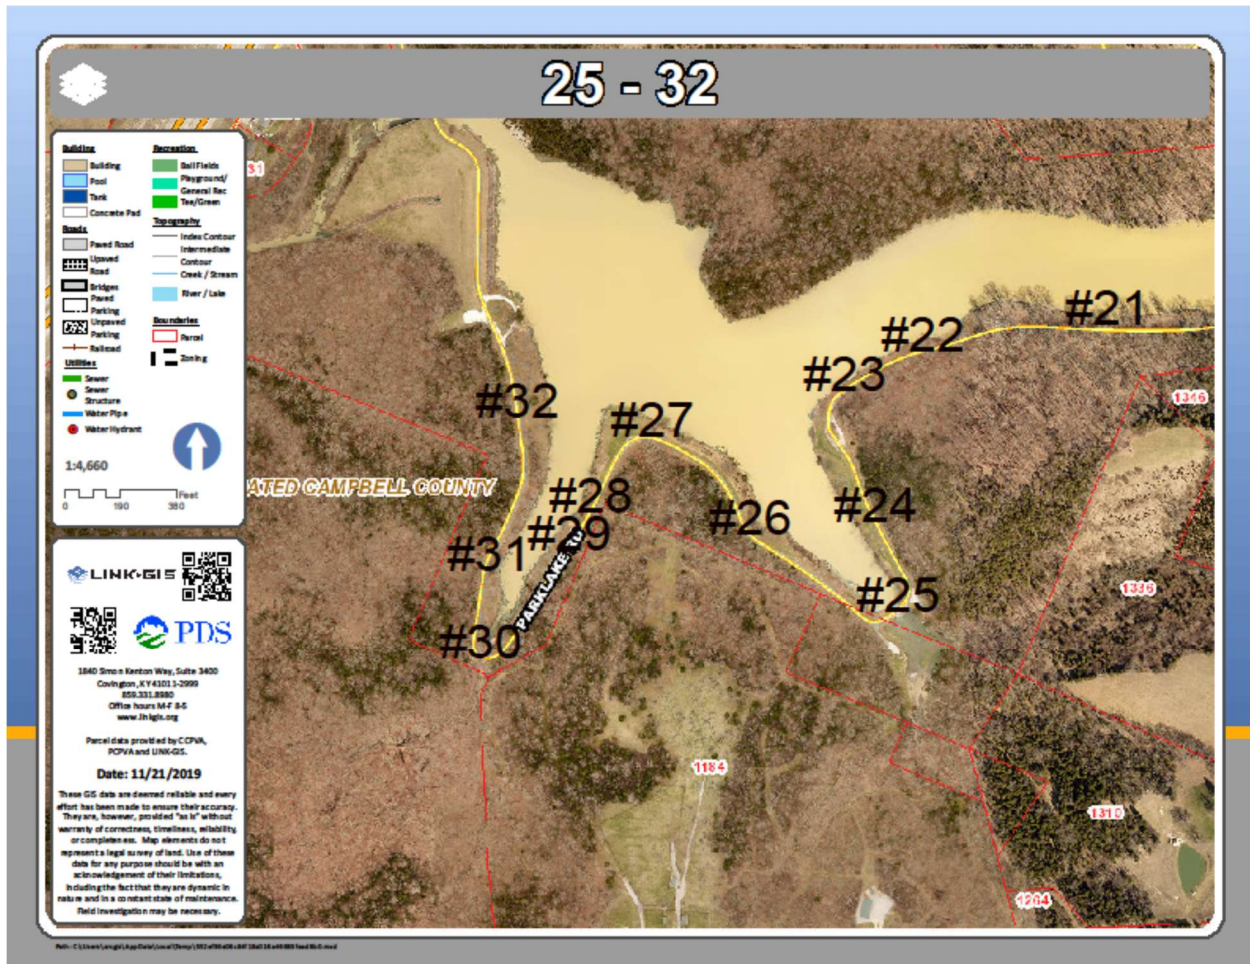 25 - 32
Building
Building
Pool
Tank
Concrete Pad
Roads
Paved Road
Upaved
Road
Bridges
Paved
Parking
Unpaved
Parking
Railroad
Utilities
Sewer
Sewer
Structure
Water Pipe
Water Hydrant
Recreation
Ball Fields
Playground/
General Rec
Tee/Green
Topography
Index Contour
Intermediate
Contour
Creek / Stream
River / Lake
Boundaries
Parcel
Zoning
1:4,660
Feet
0 190 380
LINK-GIS
PDS
1840 Simon Kenton Way, Suite 3400
Covington, KY 41011-2999
859.331.8980
Office hours M-F 8-5
www.linkgis.org
Parcel data provided by CCPVA,
PCPVA and LINK-GIS.
Date: 11/21/2019
These GIS data are deemed reliable and every
effort has been made to ensure their accuracy.
They are, however, provided "as is" without
warranty of correctness, timeliness, reliability,
or completeness. Map elements do not
represent a legal survey of land. Use of these
data for any purpose should be with an
acknowledgement of their limitations,
including the fact that they are dynamic in
nature and in a constant state of maintenance.
Field investigation may be necessary.
31
#21
#22
#23
#32
#27
1346
ATED CAMPBELL COUNTY
#28
#24
#26
#29
#31
PARKLAKE RD
#25
1336
#30
1184
1310
1204